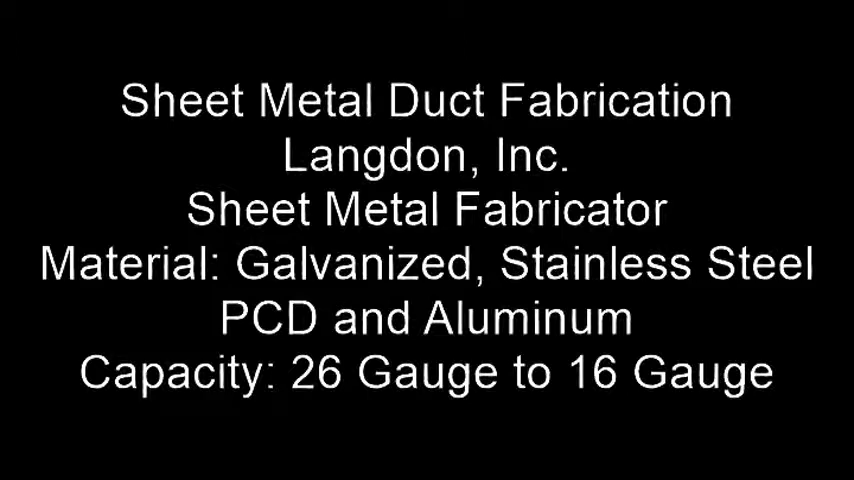 Sheet Metal Duct Fabrication
Langdon, Inc.
Sheet Metal Fabricator
Material: Galvanized, Stainless Steel
PCD and Aluminum
Capacity: 26 Gauge to 16 Gauge